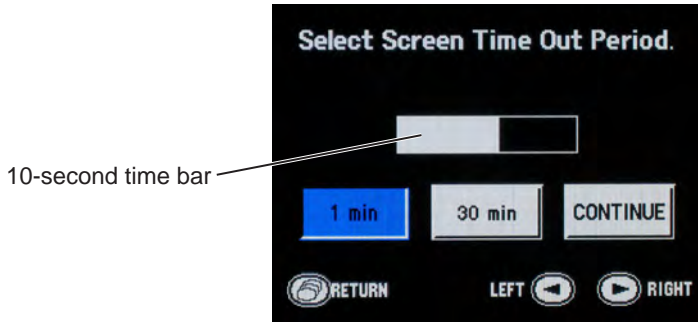 Select Screen Time Out Period.
10-second time bar
1 min 30 min CONTINUE
RETURN LEFT RIGHT